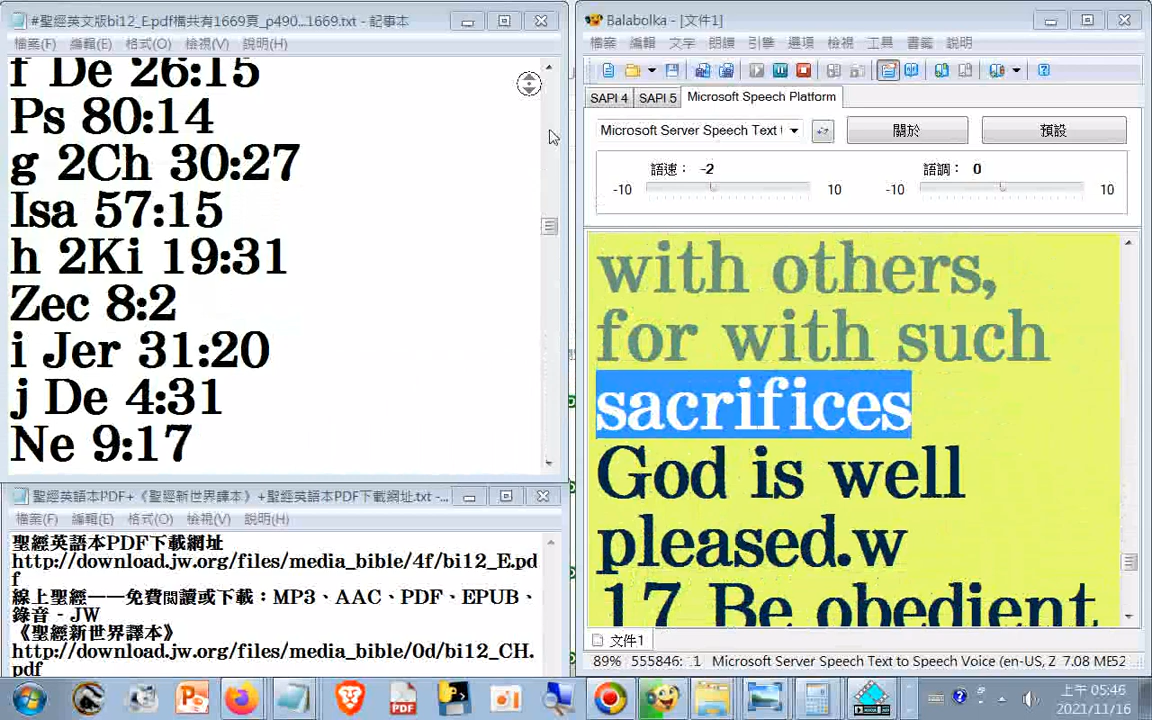 #聖經英文版bi12_E.pdf檔共有1669頁_p490...1669.txt - 記事本
檔案(F) 編輯(E) 格式(O) 檢視(V) 說明(H)
f De 26:15
Ps 80:14
g 2Ch 30:27
Isa 57:15
h 2Ki 19:31
Zec 8:2
i Jer 31:20
j De 4:31
Ne 9:17
聖經英語本PDF+《聖經新世界譯本》+聖經英語本PDF下載網址.txt - ...
檔案(F) 編輯(E) 格式(O) 檢視(V) 說明(H)
聖經英語本PDF下載網址
http://download.jw.org/files/media_bible/4f/bi12_E.pd
f
線上聖經——免費閱讀或下載：MP3、AAC、PDF、EPUB、
錄音 - JW
《聖經新世界譯本》
http://download.jw.org/files/media_bible/0d/bi12_CH.
pdf
Balabolka - [文件1]
檔案 編輯 文字 朗讀 引擎 選項 檢視 工具 書籤 說明
SAPI 4 SAPI 5 Microsoft Speech Platform
Microsoft Server Speech Text 關於 預設
語速： -2 語調： 0
-10 10 -10 10
with others,
for with such
sacrifices
God is well
pleased.w
17 Be obedient
文件1
89% 555846: 1 Microsoft Server Speech Text to Speech Voice (en-US, Z 7.08 ME52
PDF
上午 05:46
2021/11/16